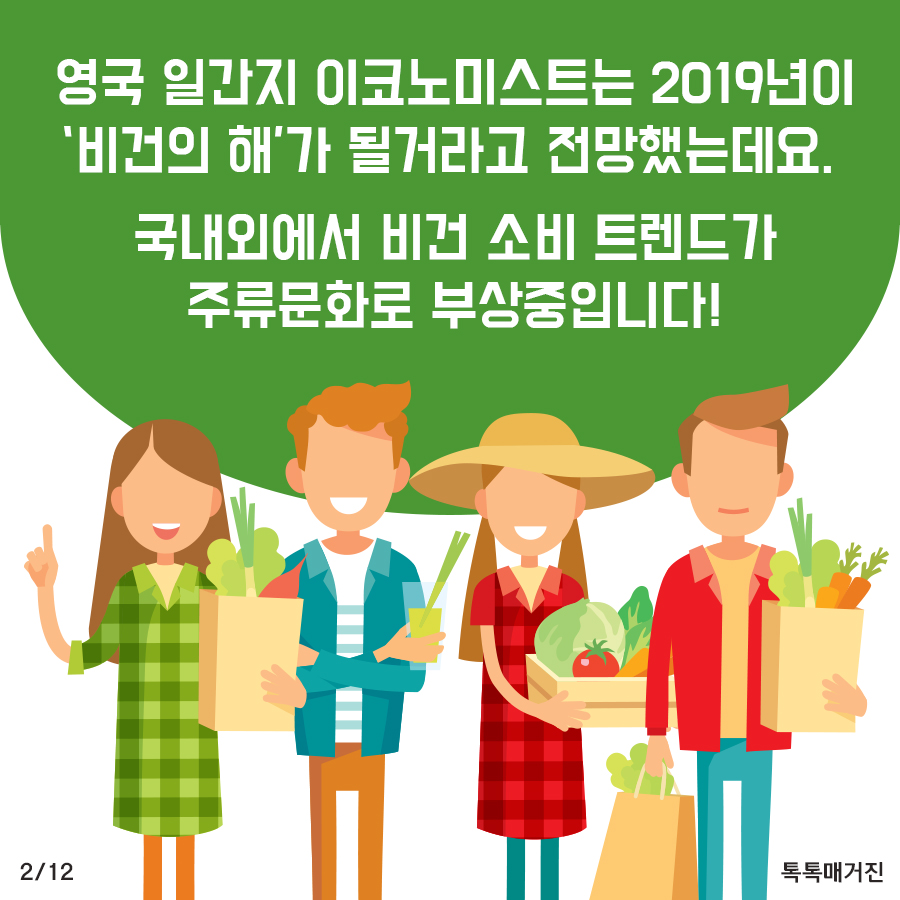 영국 일간지 이코노미스트는 2019년이
‘비건의 해’가 될거라고 전망했는데요.
국내외에서 비건 소비 트렌드가
주류문화로 부상중입니다!
2/12
톡톡매거진